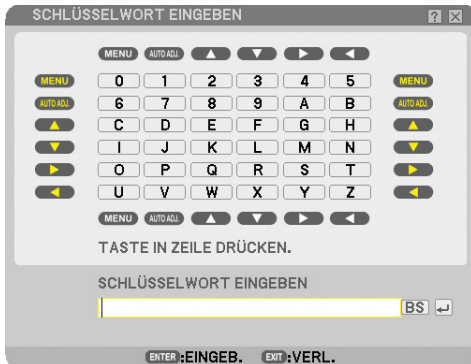 SCHLÜSSELWORT EINGEBEN ?
MENU AUTO ADJ.
MENU 0 1 2 3 4 5 MENU
AUTO ADJ. 6 7 8 9 A B AUTO ADJ.
C D E F G H
I J K L M N
O P Q R S T
U V W X Y Z
MENU AUTO ADJ.
TASTE IN ZEILE DRÜCKEN.
SCHLÜSSELWORT EINGEBEN
BS
ENTER :EINGEB. EXIT :VERL.